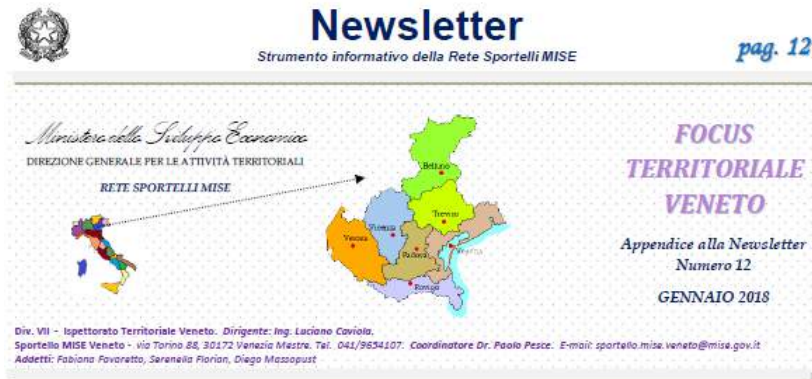 Newsletter
Strumento informativo della Rete Sportelli MISE
pag. 12
Ministero dello Sviluppo Economico
DIREZIONE GENERALE PER LE ATTIVITÀ TERRITORIALI
RETE SPORTELLI MISE
Belluno
Treviso
Vicenza
Verona
Padova
Venezia
Rovigo
FOCUS
TERRITORIALE
VENETO
Appendice alla Newsletter
Numero 12
GENNAIO 2018
Div. VII - Ispettorato Territoriale Veneto. Dirigente: Ing. Luciano Caviola.
Sportello MISE Veneto - via Torino 88, 30172 Venezia Mestre. Tel. 041/9654107. Coordinatore Dr. Paolo Pesce. E-mail: sportello.mise.veneto@mise.gov.it
Addetti: Fabiana Favaretto, Serenella Florian, Diego Massopust